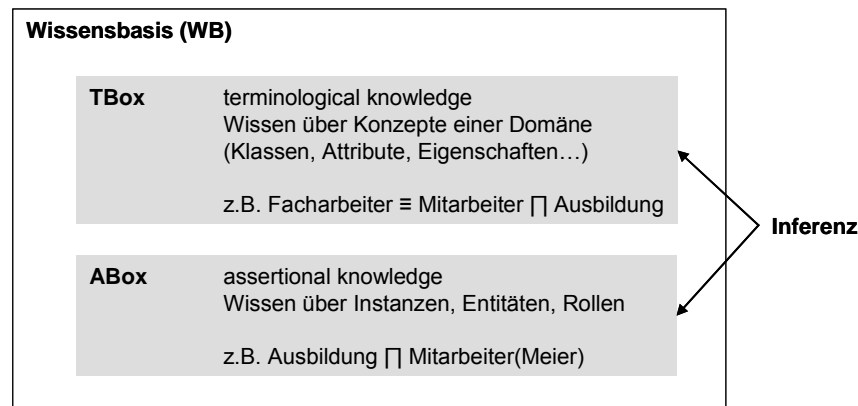 Wissensbasis (WB)
TBox terminological knowledge
Wissen über Konzepte einer Domäne
(Klassen, Attribute, Eigenschaften…)
z.B. Facharbeiter ≡ Mitarbeiter ∏ Ausbildung
Inferenz
ABox assertional knowledge
Wissen über Instanzen, Entitäten, Rollen
z.B. Ausbildung ∏ Mitarbeiter(Meier)